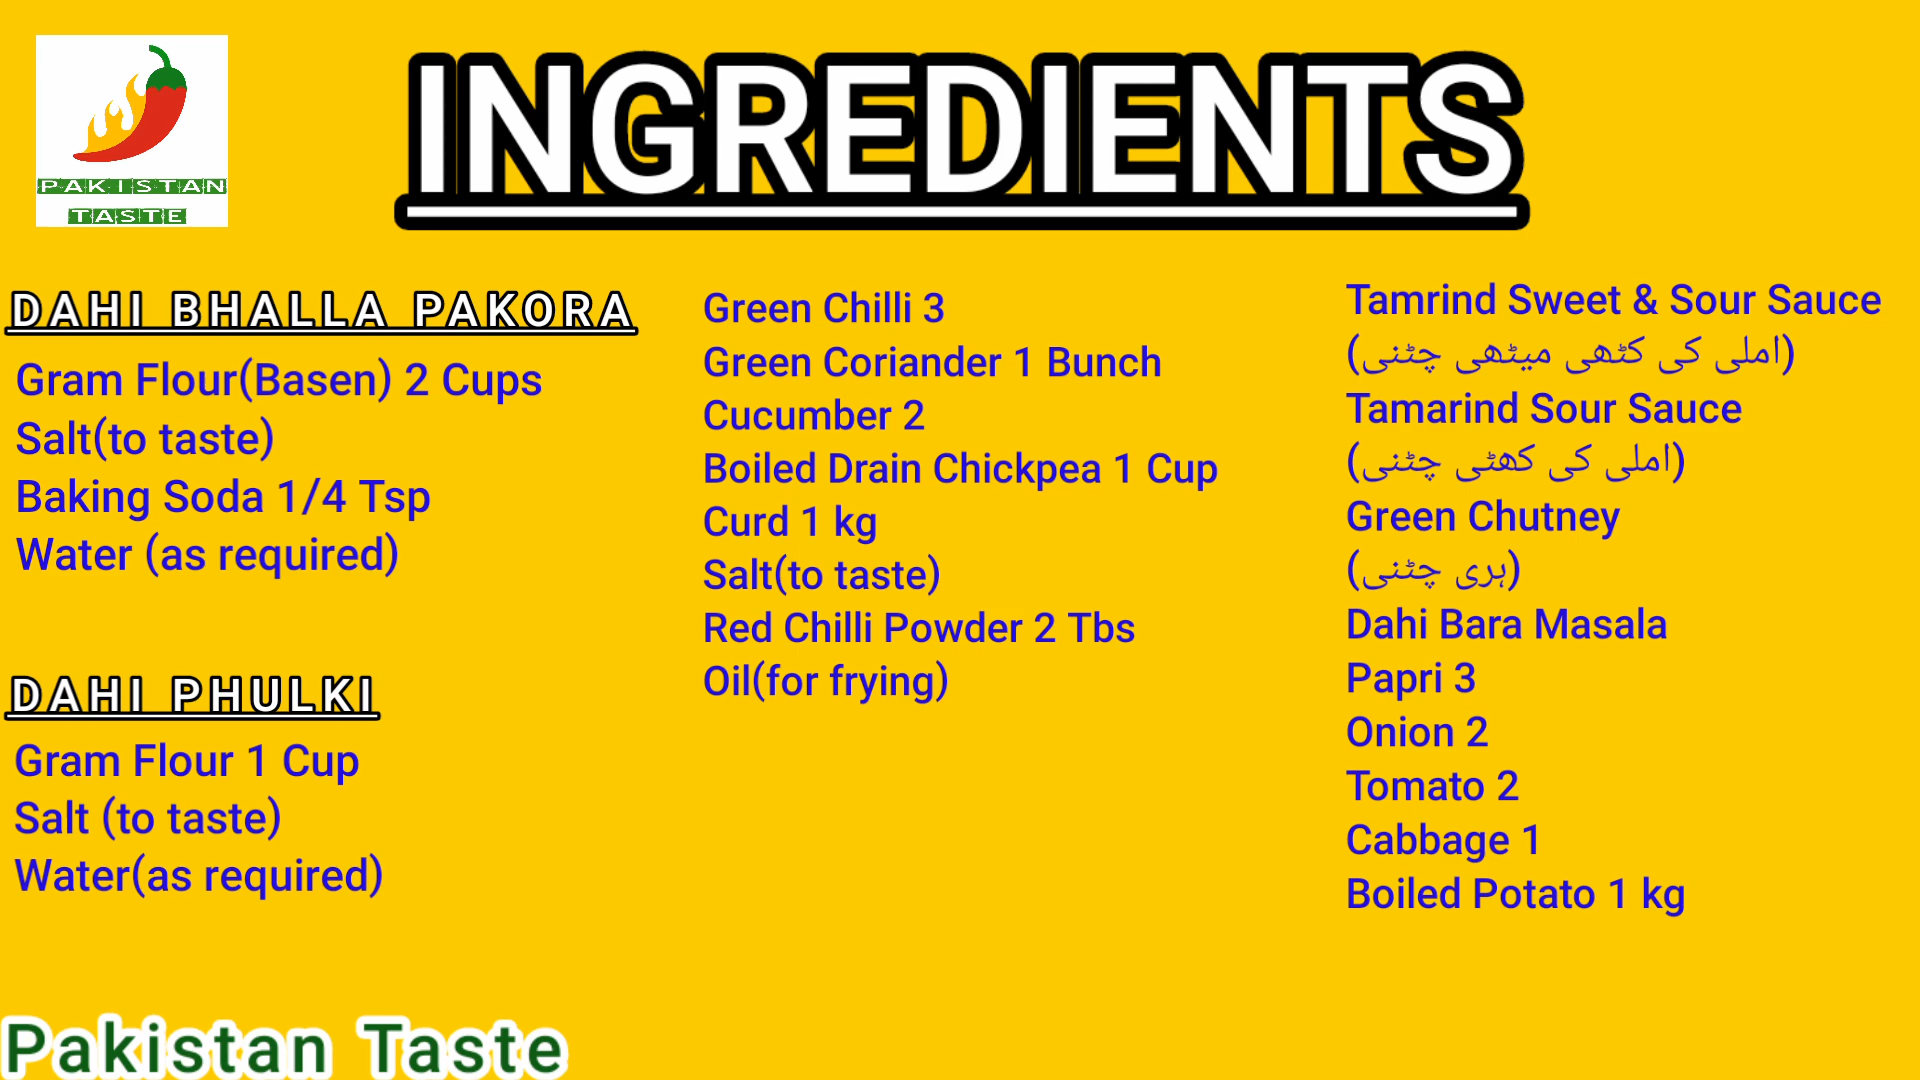 PAKISTAN
TASTE
INGREDIENTS
DAHI BHALLA PAKORA
Gram Flour(Basen) 2 Cups
Salt(to taste)
Baking Soda 1/4 Tsp
Water (as required)
DAHI PHULKI
Gram Flour 1 Cup
Salt (to taste)
Water(as required)
Green Chilli 3
Green Coriander 1 Bunch
Cucumber 2
Boiled Drain Chickpea 1 Cup
Curd 1 kg
Salt(to taste)
Red Chilli Powder 2 Tbs
Oil(for frying)
Tamrind Sweet & Sour Sauce
(املی کی کٹھی میٹھی چٹنی)
Tamarind Sour Sauce
(املی کی کھٹی چٹنی)
Green Chutney
(ہری چٹنی)
Dahi Bara Masala
Papri 3
Onion 2
Tomato 2
Cabbage 1
Boiled Potato 1 kg
Pakistan Taste